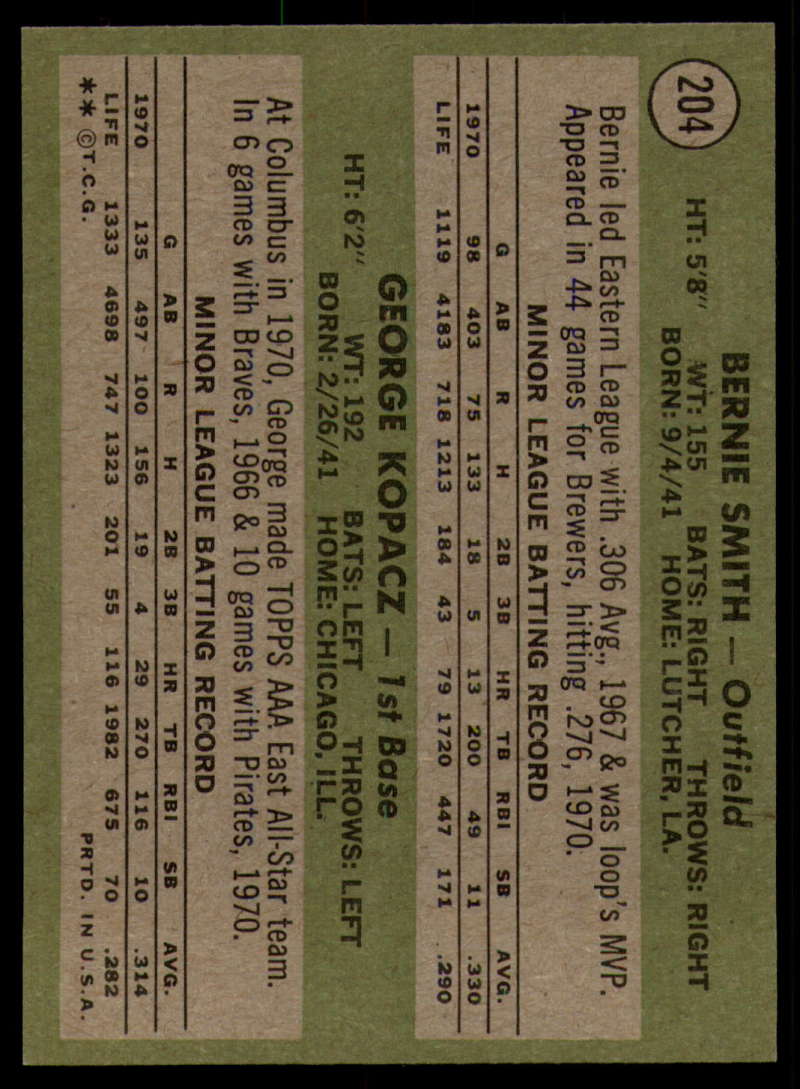 204
BERNIE SMITH — Outfield
HT: 5'8" WT: 155 BATS: RIGHT THROWS: RIGHT
BORN: 9/4/41 HOME: LUTCHER, LA.
Bernie led Eastern League with .306 Avg., 1967 & was loop's MVP.
Appeared in 44 games for Brewers, hitting .276, 1970.
MINOR LEAGUE BATTING RECORD
G AB R H 2B 3B HR TB RBI SB AVG.
1970 98 403 75 133 18 5 13 200 49 11 .330
LIFE 1119 4183 718 1213 184 43 79 1720 447 171 .290
GEORGE KOPACZ — 1st Base
HT: 6'2" WT: 192 BATS: LEFT THROWS: LEFT
BORN: 2/26/41 HOME: CHICAGO, ILL.
At Columbus in 1970, George made TOPPS AAA East All-Star team.
In 6 games with Braves, 1966 & 10 games with Pirates, 1970.
MINOR LEAGUE BATTING RECORD
G AB R H 2B 3B HR TB RBI SB AVG.
1970 135 497 100 156 19 4 29 270 116 10 .314
LIFE 1333 4698 747 1323 201 55 116 1982 675 70 .282
** ©T.C.G. PRTD. IN U.S.A.